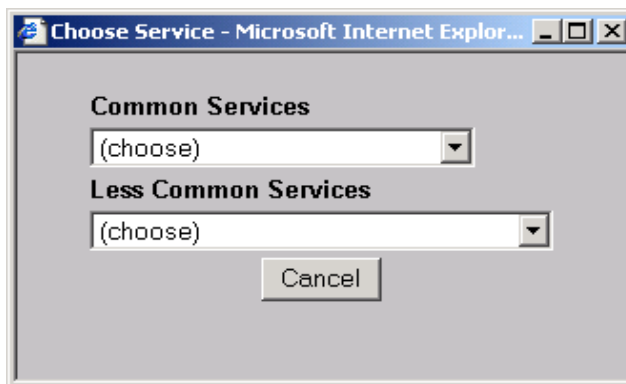 Choose Service - Microsoft Internet Explor...
Common Services
(choose)
Less Common Services
(choose)
Cancel